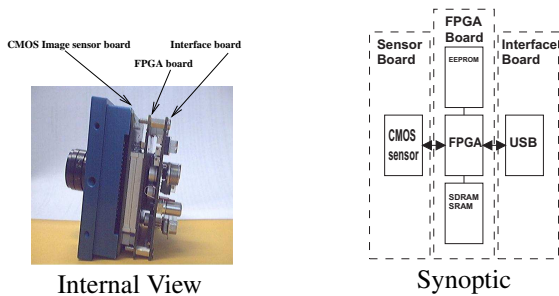 CMOS Image sensor board
Interface board
FPGA board
Internal View
FPGA
Board
Sensor
Board
Interface
Board
EEPROM
CMOS
sensor
FPGA
USB
SDRAM
SRAM
Synoptic